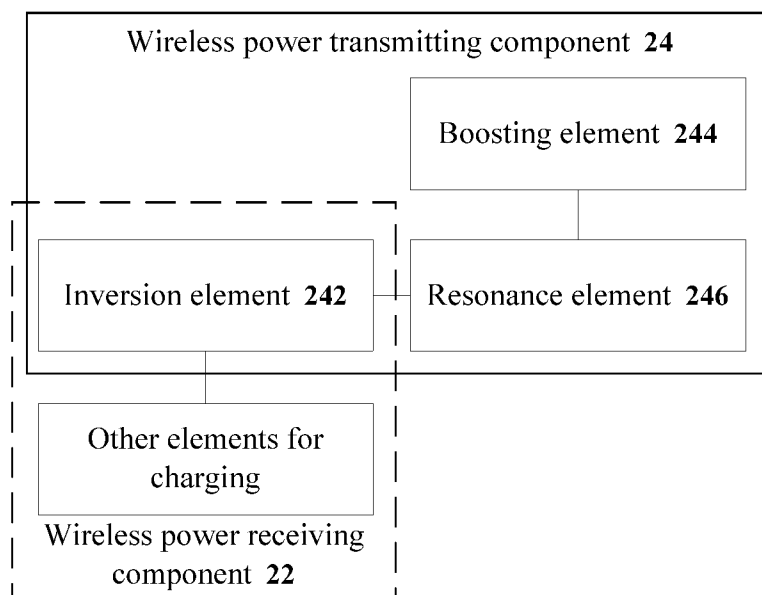 Wireless power transmitting component 24
Boosting element 244
Inversion element 242
Resonance element 246
Other elements for
charging
Wireless power receiving
component 22